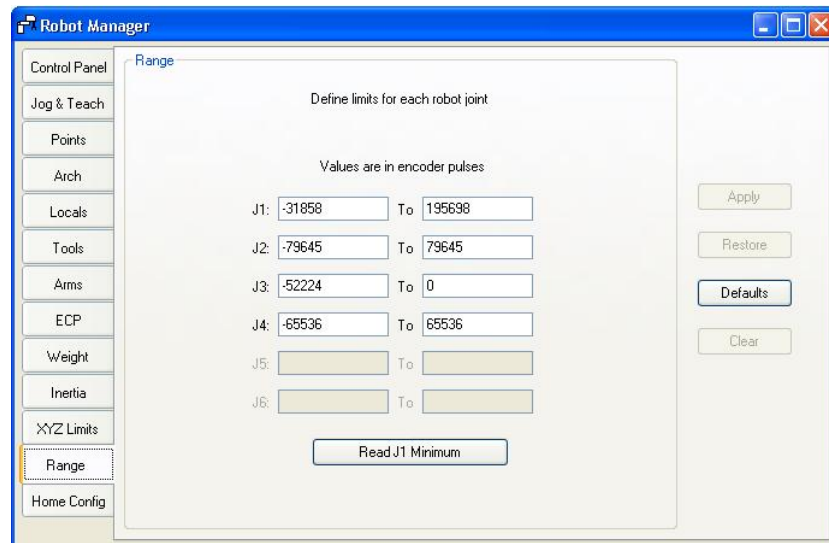 Robot Manager
Control Panel
Jog & Teach
Points
Arch
Locals
Tools
Arms
ECP
Weight
Inertia
XYZ Limits
Range
Home Config
Range
Define limits for each robot joint
Values are in encoder pulses
J1: -31858 To 195698
J2: -79645 To 79645
J3: -52224 To 0
J4: -65536 To 65536
J5: To
J6: To
Read J1 Minimum
Apply
Restore
Defaults
Clear